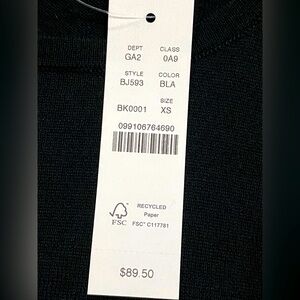 DEPT CLASS
GA2 0A9
STYLE COLOR
BJ593 BLA
SIZE
BK0001 XS
099106764690
RECYCLED
Paper
FSC FSC® C117781
$89.50